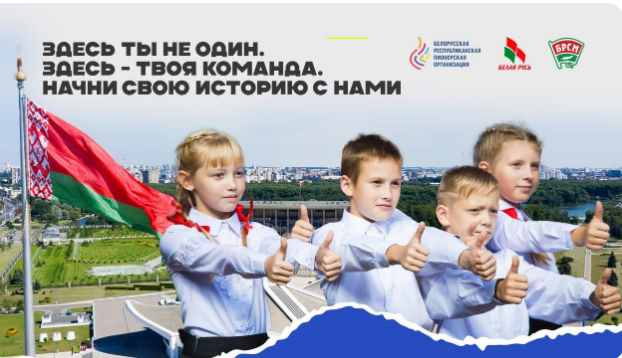 ЗДЕСЬ ТЫ НЕ ОДИН.
ЗДЕСЬ - ТВОЯ КОМАНДА.
НАЧНИ СВОЮ ИСТОРИЮ С НАМИ
БЕЛОРУССКАЯ
РЕСПУБЛИКАНСКАЯ
ПИОНЕРСКАЯ
ОРГАНИЗАЦИЯ
БЕЛАЯ РУСЬ
БРСМ